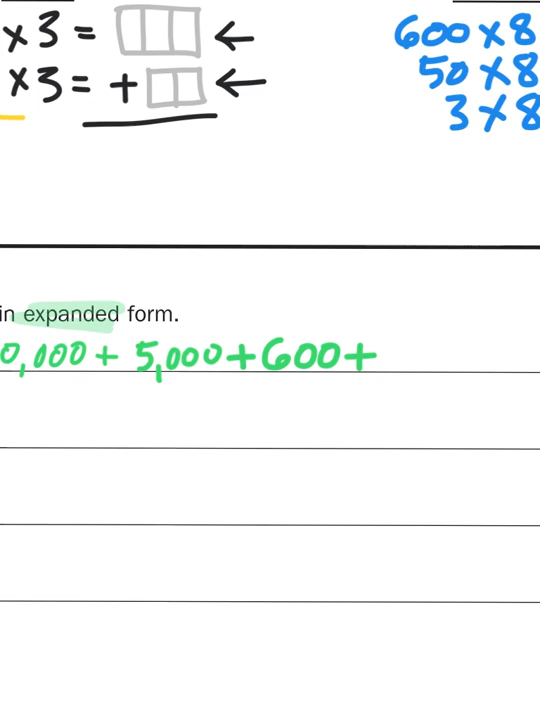 x 3 =
600 x 8
x 3 = +
50 x 8
3 x 8
in expanded form.
0,000 + 5,000 + 600 +